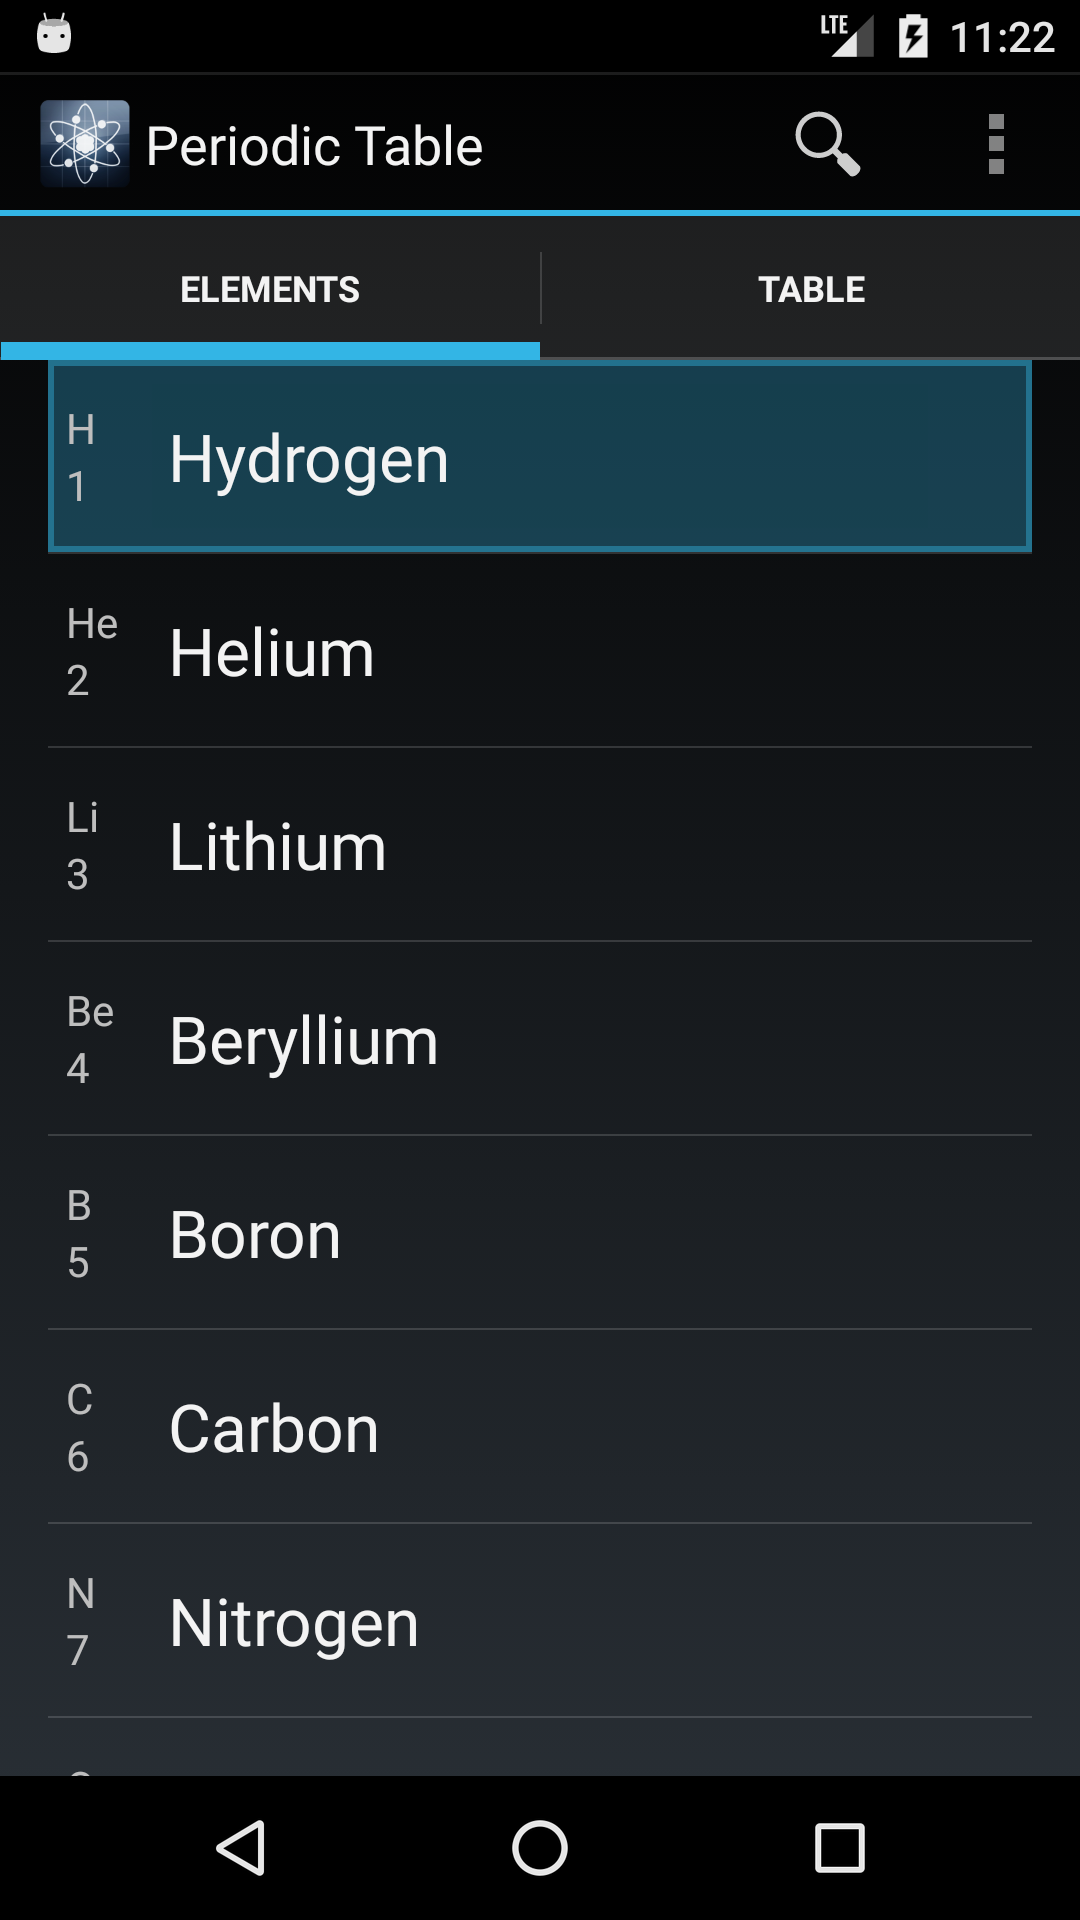 LTE 11:22
Periodic Table
ELEMENTS TABLE
H
1
Hydrogen
He
2
Helium
Li
3
Lithium
Be
4
Beryllium
B
5
Boron
C
6
Carbon
N
7
Nitrogen